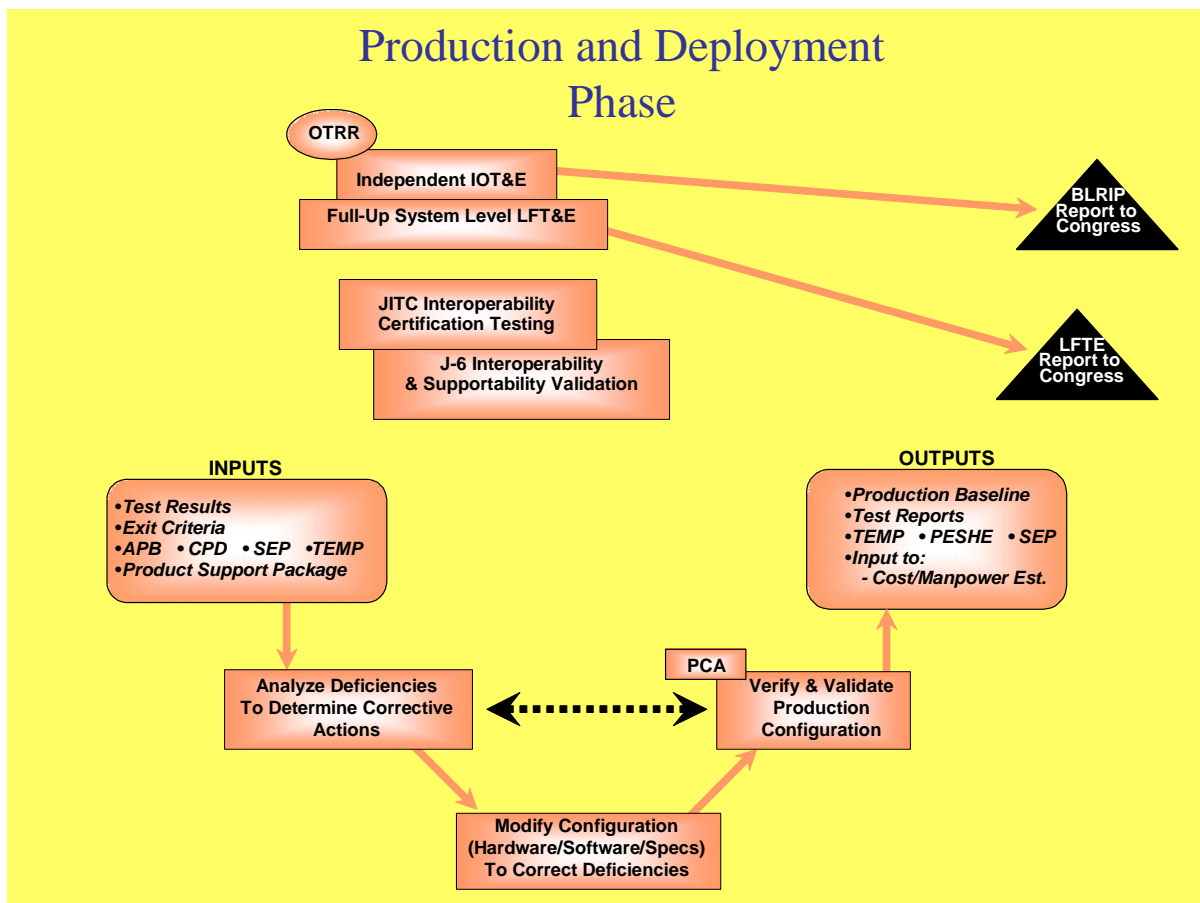 Production and Deployment
Phase
OTRR
Independent IOT&E
Full-Up System Level LFT&E
BLRIP
Report to
Congress
JITC Interoperability
Certification Testing
J-6 Interoperability
& Supportability Validation
LFTE
Report to
Congress
INPUTS
•Test Results
•Exit Criteria
•APB •CPD •SEP •TEMP
•Product Support Package
OUTPUTS
•Production Baseline
•Test Reports
•TEMP •PESHE •SEP
•Input to:
- Cost/Manpower Est.
Analyze Deficiencies
To Determine Corrective
Actions
PCA
Verify & Validate
Production
Configuration
Modify Configuration
(Hardware/Software/Specs)
To Correct Deficiencies